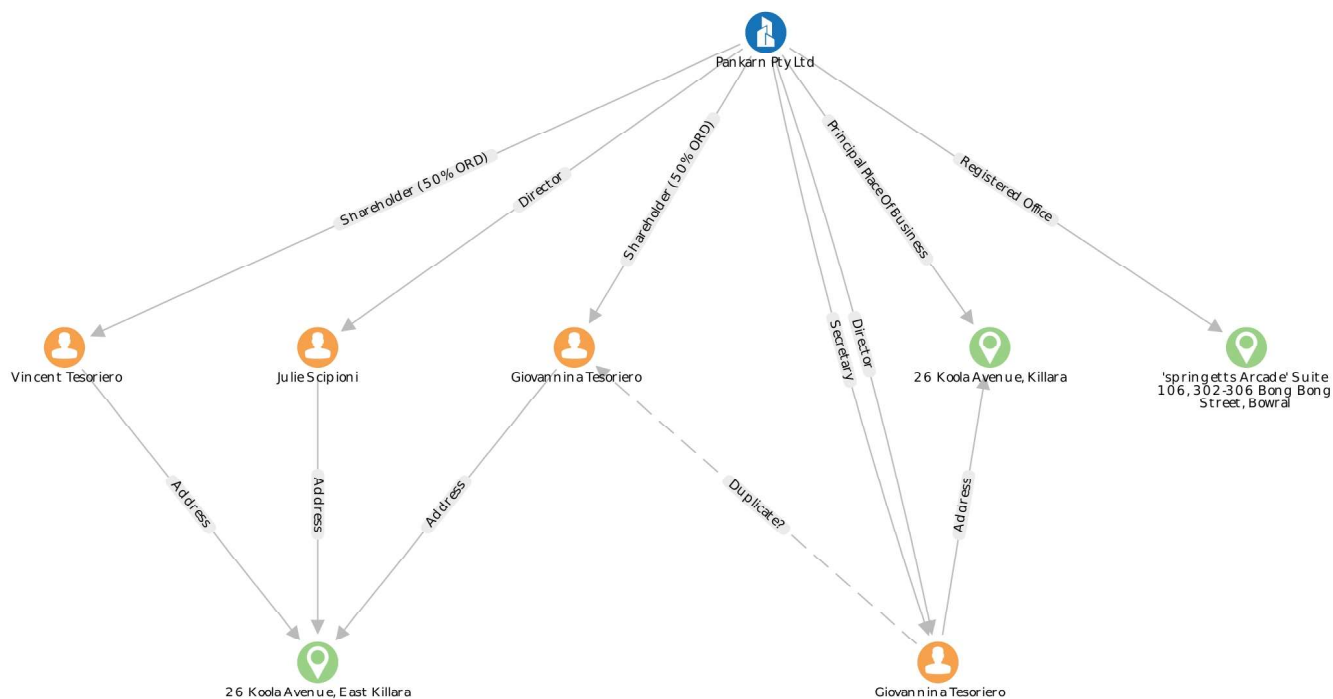 Pankarn Pty Ltd
Shareholder (50% ORD)
Director
Shareholder (50% ORD)
Principal Place Of Business
Registered Office
Secretary
Director
Vincent Tesoriero
Julie Scipioni
Giovannina Tesoriero
26 Koola Avenue, Killara
'springetts Arcade' Suite
106, 302-306 Bong Bong
Street, Bowral
Address
Address
Address
Duplicate?
Address
26 Koola Avenue, East Killara
Giovannina Tesoriero